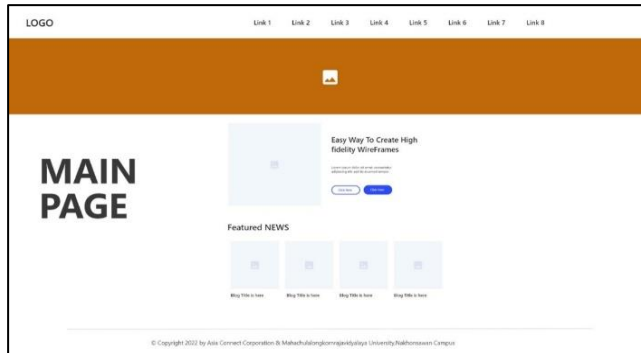 LOGO
Link 1
Link 2
Link 3
Link 4
Link 5
Link 6
Link 7
Link 8
MAIN
PAGE
Easy Way To Create High
fidelity WireFrames
Featured NEWS
Blog Title is here
Blog Title is here
Blog Title is here
Blog Title is here
© Copyright 2022 by Asia Connect Corporation & Mahachulalongkornrajavidyalaya University,Nakhonsawan Campus